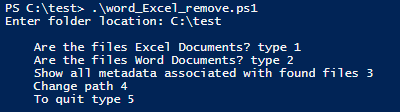 PS C:\test> .\word_Excel_remove.ps1
Enter folder location: C:\test
Are the files Excel Documents? type 1
Are the files Word Documents? type 2
Show all metadata associated with found files 3
Change path 4
To quit type 5